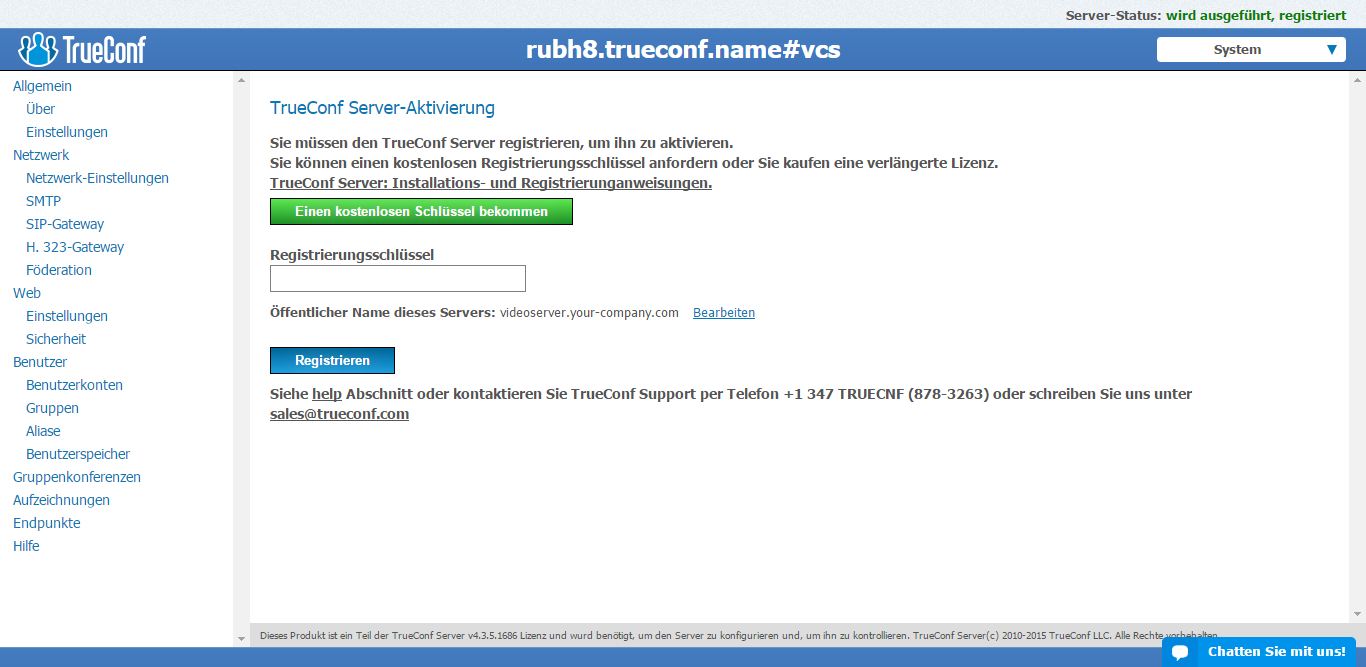 Server-Status: wird ausgeführt, registriert
TrueConf
rubh8.trueconf.name#vcs
System
Allgemein
Über
Einstellungen
Netzwerk
Netzwerk-Einstellungen
SMTP
SIP-Gateway
H. 323-Gateway
Föderation
Web
Einstellungen
Sicherheit
Benutzer
Benutzerkonten
Gruppen
Aliase
Benutzerspeicher
Gruppenkonferenzen
Aufzeichnungen
Endpunkte
Hilfe
TrueConf Server-Aktivierung
Sie müssen den TrueConf Server registrieren, um ihn zu aktivieren.
Sie können einen kostenlosen Registrierungsschlüssel anfordern oder Sie kaufen eine verlängerte Lizenz.
TrueConf Server: Installations- und Registrierunganweisungen.
Einen kostenlosen Schlüssel bekommen
Registrierungsschlüssel
Öffentlicher Name dieses Servers: videoserver.your-company.com Bearbeiten
Registrieren
Siehe help Abschnitt oder kontaktieren Sie TrueConf Support per Telefon +1 347 TRUECNF (878-3263) oder schreiben Sie uns unter
sales@trueconf.com
Dieses Produkt ist ein Teil der TrueConf Server v4.3.5.1686 Lizenz und wurd benötigt, um den Server zu konfigurieren und, um ihn zu kontrollieren. TrueConf Server(c) 2010-2015 TrueConf LLC. Alle Rechte vorbehalten.
Chatten Sie mit uns!